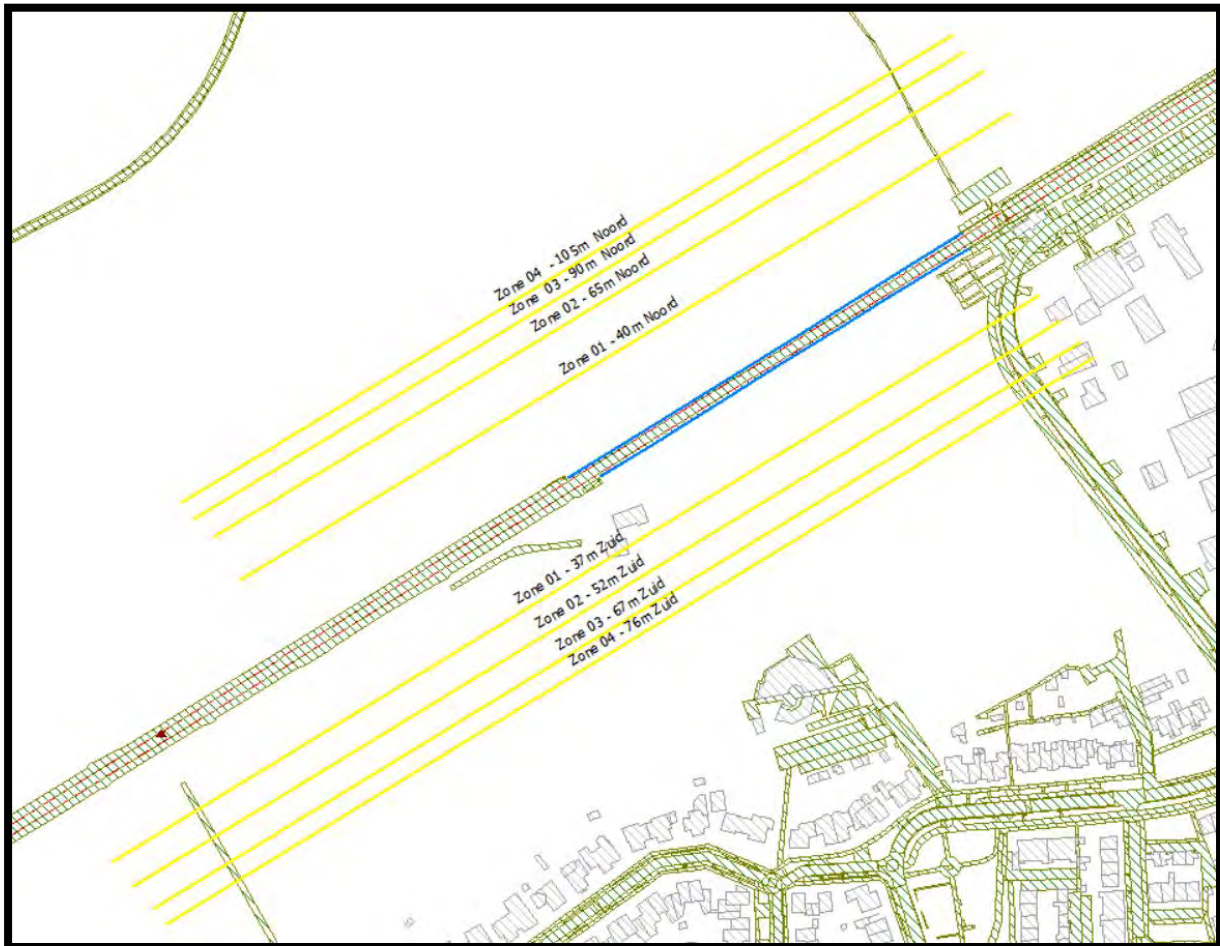 Zone 04 - 105m Noord
Zone 03 - 90m Noord
Zone 02 - 65m Noord
Zone 01 - 40m Noord
Zone 01 - 37m Zuid
Zone 02 - 52m Zuid
Zone 03 - 67m Zuid
Zone 04 - 76m Zuid